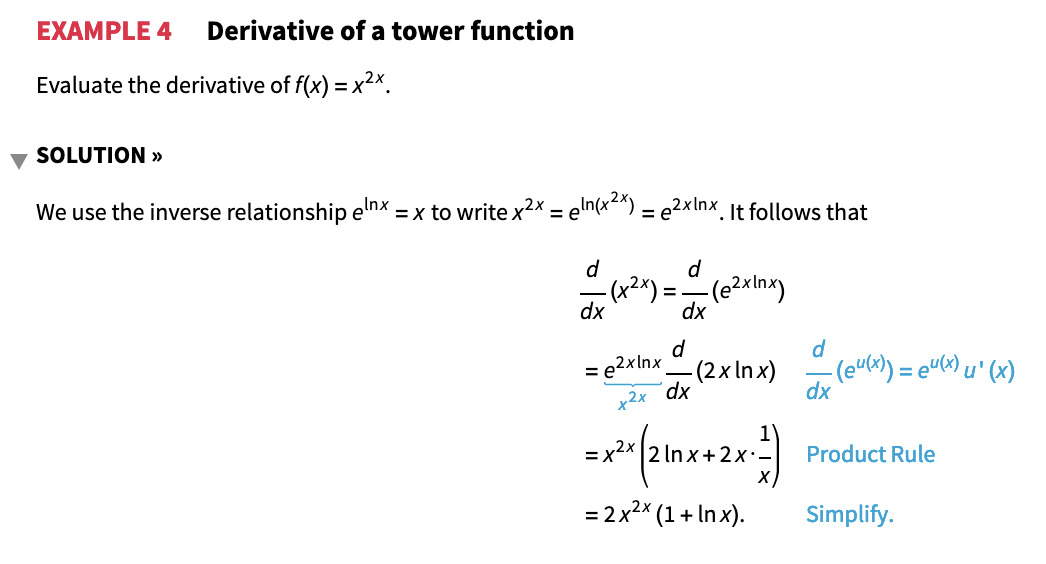 EXAMPLE 4 Derivative of a tower function
Evaluate the derivative of f(x) = x^{2x}.
SOLUTION »
We use the inverse relationship e^{ln x} = x to write x^{2x} = e^{ln(x^{2x})} = e^{2x ln x}. It follows that
\frac{d}{dx}(x^{2x}) = \frac{d}{dx}(e^{2x ln x})
= \underbrace{e^{2x ln x}}_{x^{2x}} \frac{d}{dx}(2x ln x) \frac{d}{dx}(e^{u(x)}) = e^{u(x)} u'(x)
= x^{2x} (2 ln x + 2x · \frac{1}{x}) Product Rule
= 2x^{2x} (1 + ln x). Simplify.